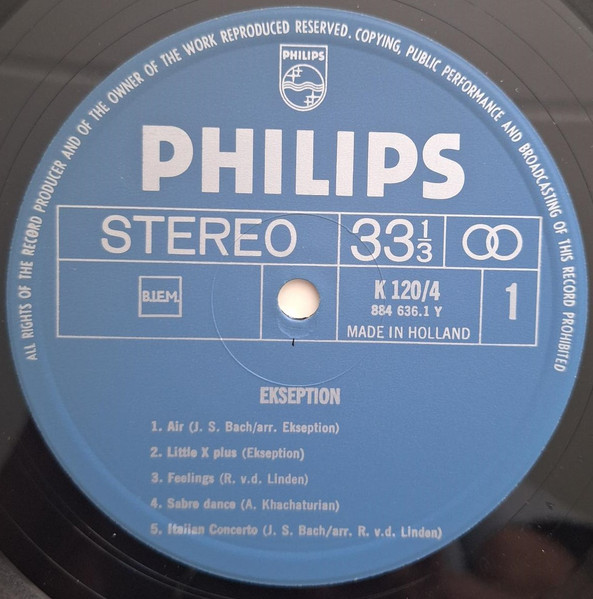 ALL RIGHTS OF THE RECORD PRODUCER AND OF THE OWNER OF THE WORK REPRODUCED RESERVED. COPYING, PUBLIC PERFORMANCE AND BROADCASTING OF THIS RECORD PROHIBITED
PHILIPS
PHILIPS
STEREO 33 1/3
B.I.E.M. K 120/4 1
884 636.1 Y
MADE IN HOLLAND
EKSEPTION
1. Air (J. S. Bach/arr. Ekseption)
2. Little X plus (Ekseption)
3. Feelings (R. v.d. Linden)
4. Sabre dance (A. Khachaturian)
5. Italian Concerto (J. S. Bach/arr. R. v.d. Linden)